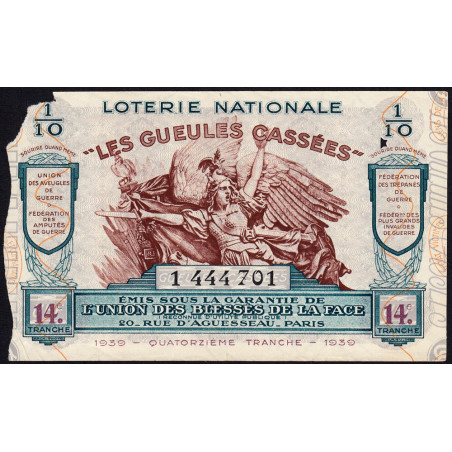 LOTERIE NATIONALE
1/10
1/10
"LES GUEULES CASSÉES"
SOURIRE QUAND MÊME
SOURIRE QUAND MÊME
UNION
DES AVEUGLES
DE
GUERRE
FÉDÉRATION
DES
AMPUTÉS
DE GUERRE
FÉDÉRATION
DES TRÉPANÉS
DE
GUERRE
FÉDÉR^on DES
PLUS GRANDS
INVALIDES
DE GUERRE
1 444 701
ÉMIS SOUS LA GARANTIE DE
L'UNION DES BLESSÉS DE LA FACE
(RECONNUE D'UTILITÉ PUBLIQUE)
20, RUE D'AGUESSEAU, PARIS
14e
TRANCHE
14e
TRANCHE
1939 - QUATORZIÈME TRANCHE - 1939